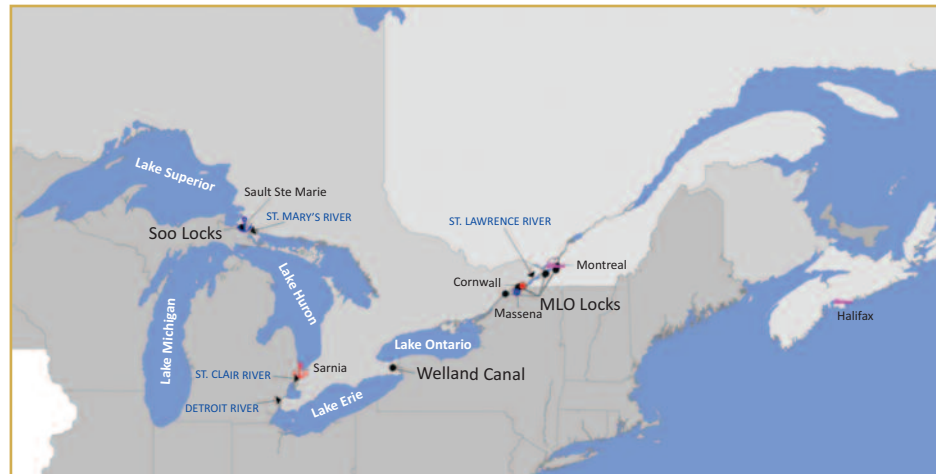 Lake Superior
Sault Ste Marie
ST. MARY'S RIVER
Soo Locks
ST. LAWRENCE RIVER
Montreal
Lake Huron
Cornwall
MLO Locks
Massena
Halifax
Lake Michigan
Lake Ontario
Sarnia
ST. CLAIR RIVER
Welland Canal
Lake Erie
DETROIT RIVER